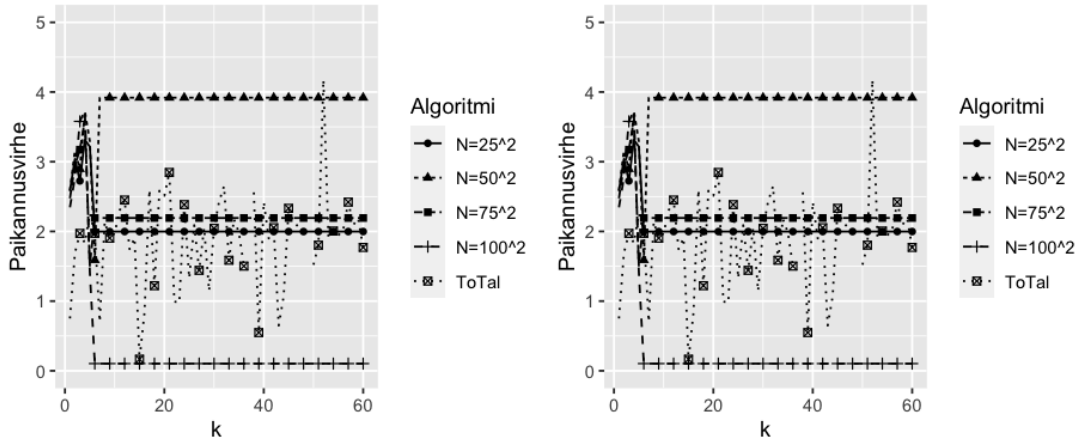 5
4
3
2
1
0
Paikannusvirhe
0
20
40
60
k
Algoritmi
N=25^2
N=50^2
N=75^2
N=100^2
ToTal
5
4
3
2
1
0
Paikannusvirhe
0
20
40
60
k
Algoritmi
N=25^2
N=50^2
N=75^2
N=100^2
ToTal